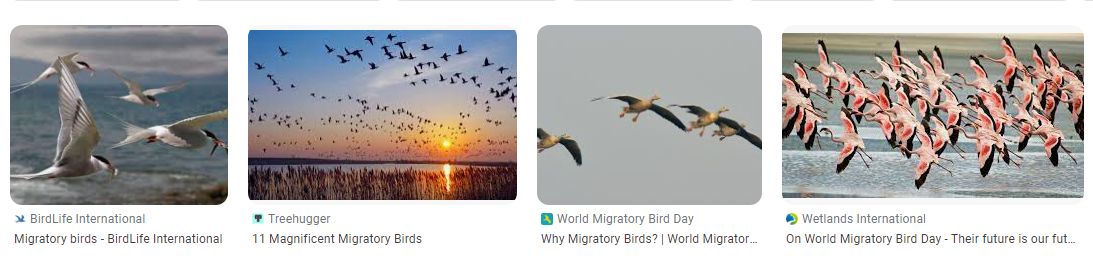 BirdLife International
Migratory birds - BirdLife International
Treehugger
11 Magnificent Migratory Birds
World Migratory Bird Day
Why Migratory Birds? | World Migrator...
Wetlands International
On World Migratory Bird Day - Their future is our fut...